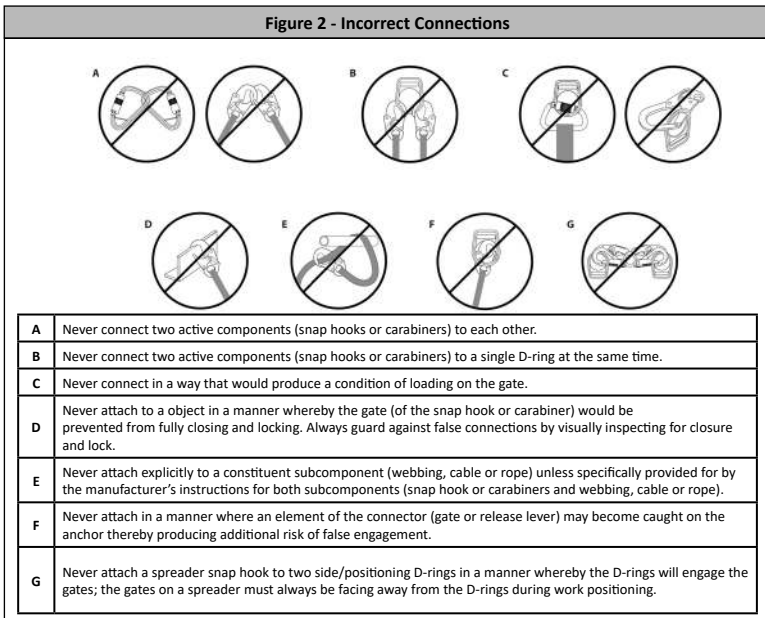 Figure 2 - Incorrect Connections
A
B
C
D
E
F
G
A Never connect two active components (snap hooks or carabiners) to each other.
B Never connect two active components (snap hooks or carabiners) to a single D-ring at the same time.
C Never connect in a way that would produce a condition of loading on the gate.
D Never attach to a object in a manner whereby the gate (of the snap hook or carabiner) would be
prevented from fully closing and locking. Always guard against false connections by visually inspecting for closure
and lock.
E Never attach explicitly to a constituent subcomponent (webbing, cable or rope) unless specifically provided for by
the manufacturer's instructions for both subcomponents (snap hook or carabiners and webbing, cable or rope).
F Never attach in a manner where an element of the connector (gate or release lever) may become caught on the
anchor thereby producing additional risk of false engagement.
G Never attach a spreader snap hook to two side/positioning D-rings in a manner whereby the D-rings will engage the
gates; the gates on a spreader must always be facing away from the D-rings during work positioning.